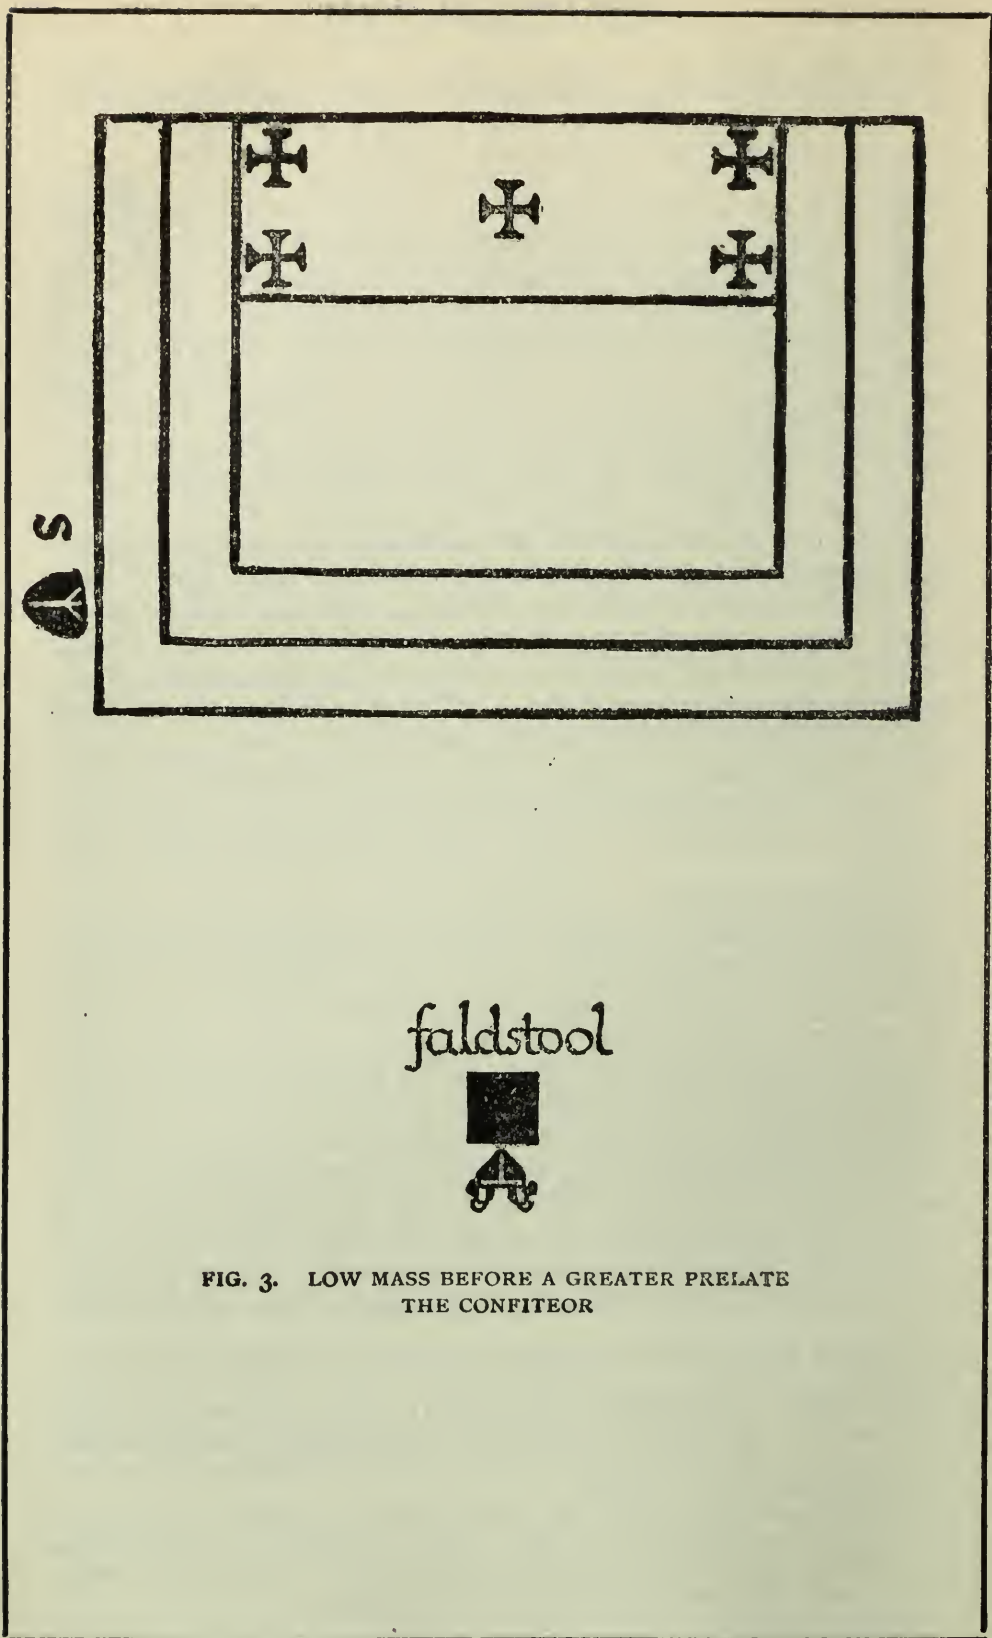 S
faldstool
FIG. 3. LOW MASS BEFORE A GREATER PRELATE
THE CONFITEOR